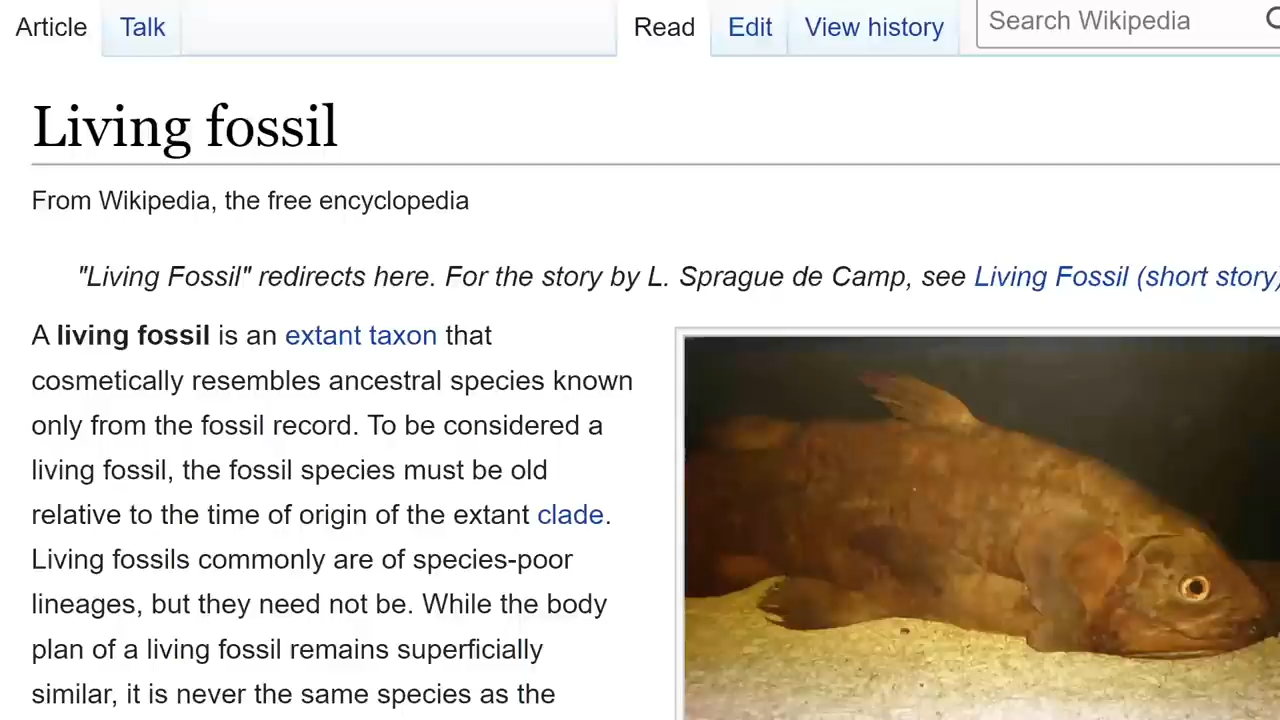 Article Talk Read Edit View history Search Wikipedia
Living fossil
From Wikipedia, the free encyclopedia
"Living Fossil" redirects here. For the story by L. Sprague de Camp, see Living Fossil (short story)
A living fossil is an extant taxon that
cosmetically resembles ancestral species known
only from the fossil record. To be considered a
living fossil, the fossil species must be old
relative to the time of origin of the extant clade.
Living fossils commonly are of species-poor
lineages, but they need not be. While the body
plan of a living fossil remains superficially
similar, it is never the same species as the